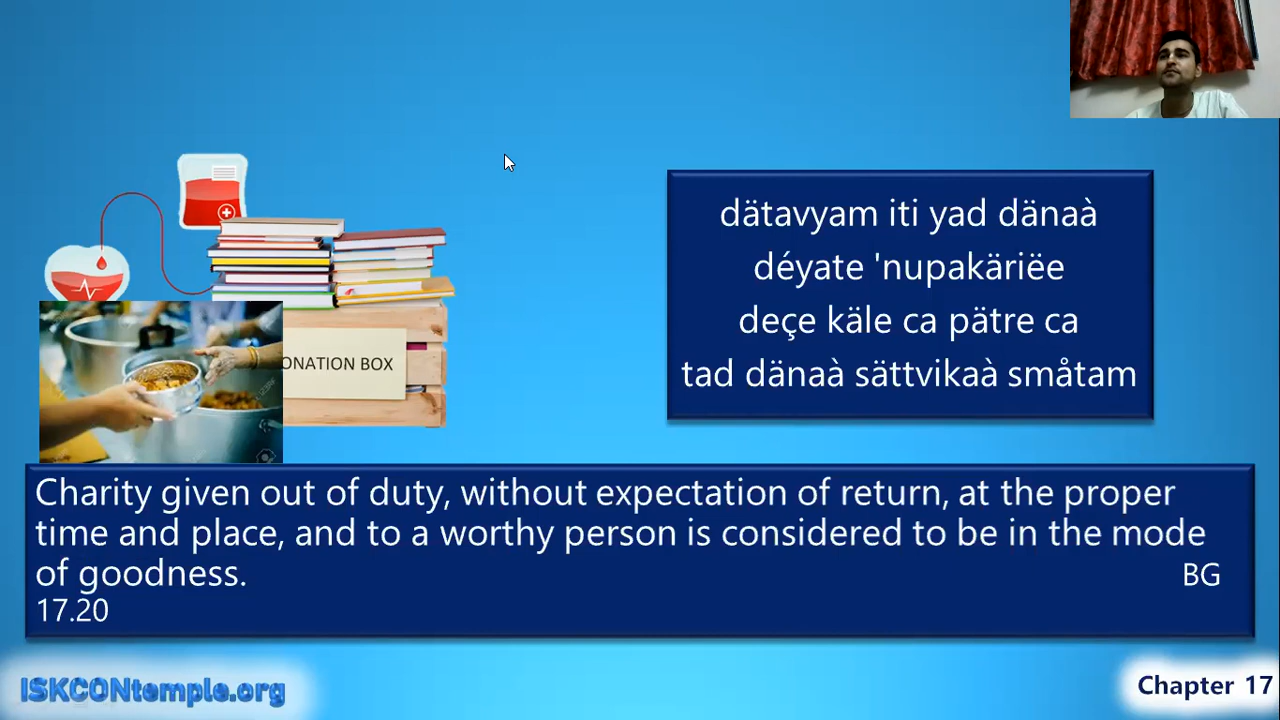 dätavyam iti yad dänaà
déyate 'nupakäriëe
deçe käle ca pätre ca
tad dänaà sättvikaà småtam
ONATION BOX
Charity given out of duty, without expectation of return, at the proper
time and place, and to a worthy person is considered to be in the mode
of goodness. BG
17.20
ISKCONtemple.org
Chapter 17